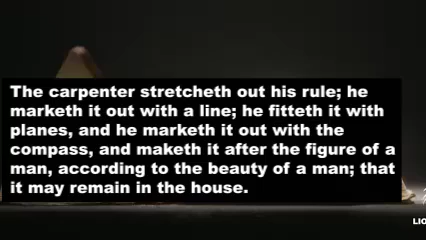 The carpenter stretcheth out his rule; he
marketh it out with a line; he fitteth it with
planes, and he marketh it out with the
compass, and maketh it after the figure of a
man, according to the beauty of a man; that
it may remain in the house.